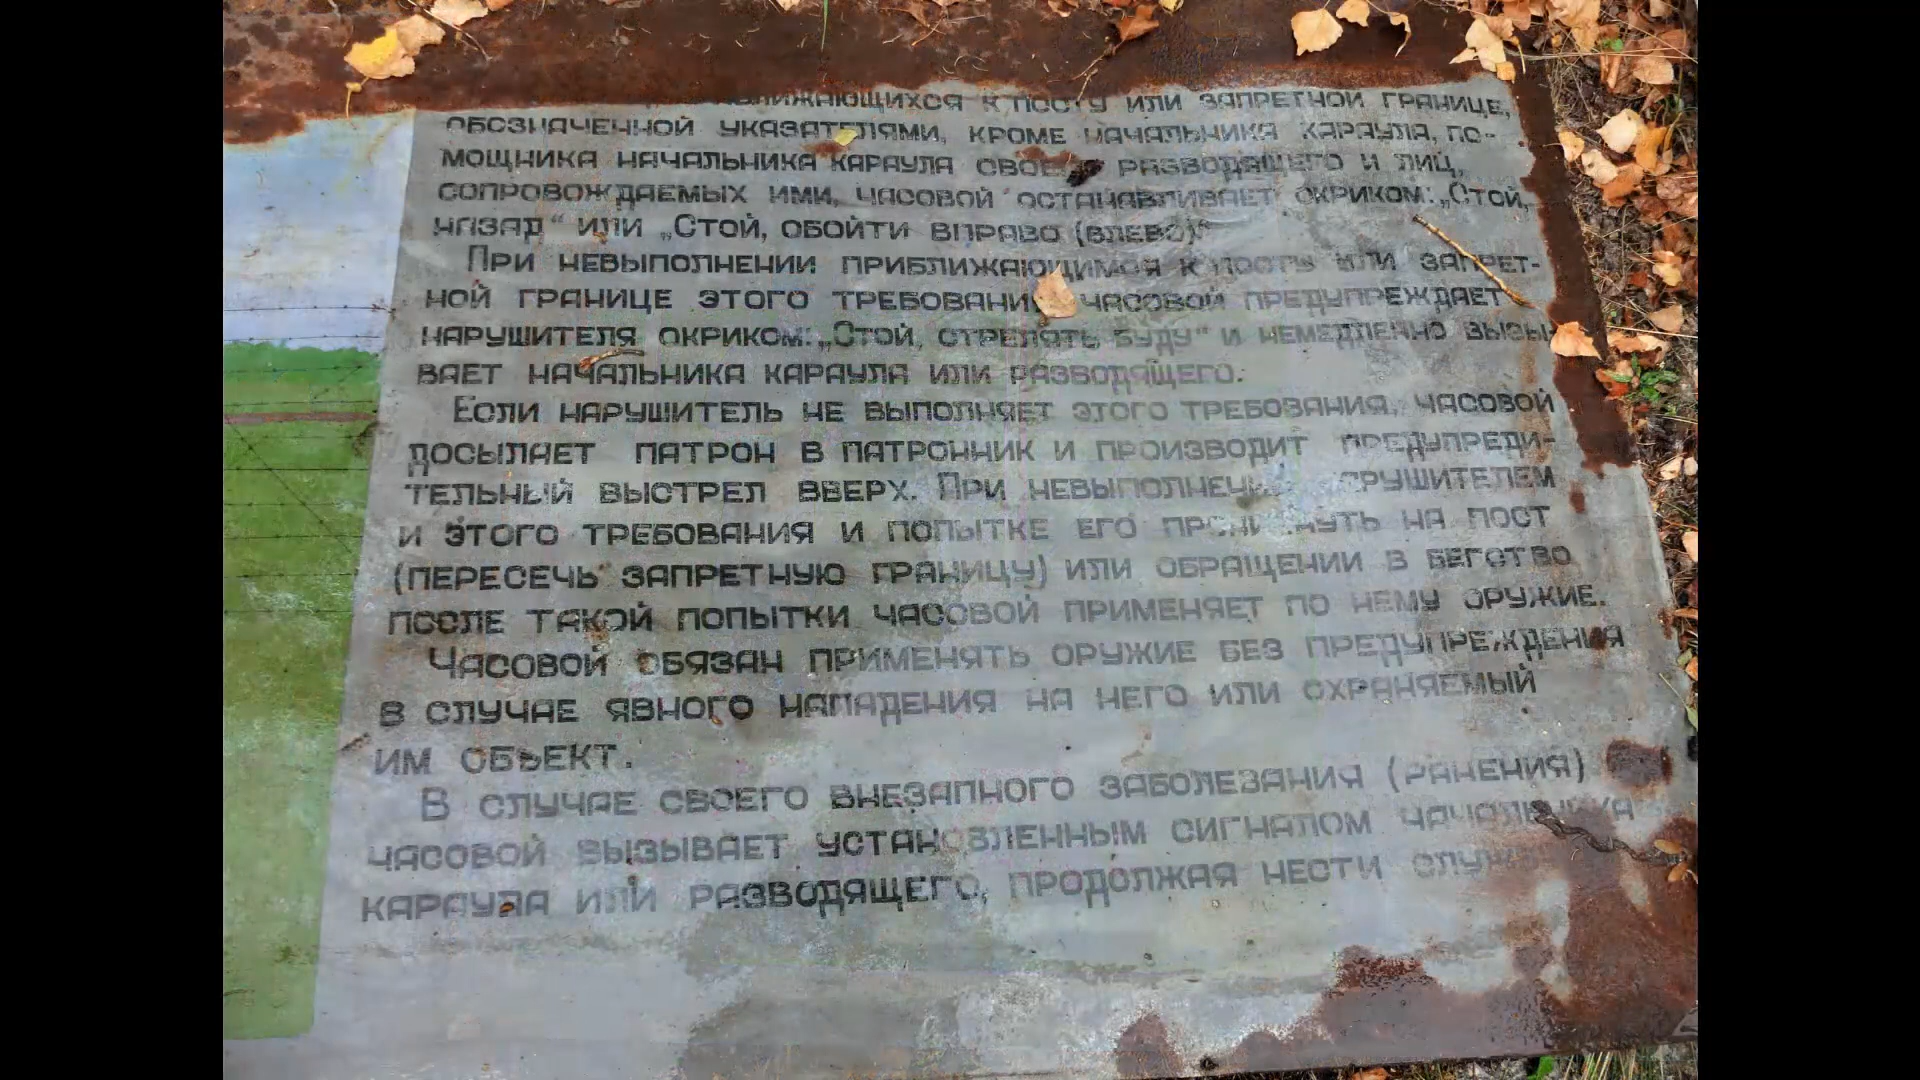 К ПОСТУ ИЛИ ЗАПРЕТНОЙ ГРАНИЦЕ,
ОБОЗНАЧЕННОЙ УКАЗАТЕЛЯМИ, КРОМЕ НАЧАЛЬНИКА КАРАУЛА, ПО-
МОЩНИКА НАЧАЛЬНИКА КАРАУЛА СВОЕГО РАЗВОДЯЩЕГО И ЛИЦ,
СОПРОВОЖДАЕМЫХ ИМИ, ЧАСОВОЙ ОСТАНАВЛИВАЕТ ОКРИКОМ: „СТОЙ,
НАЗАД“ ИЛИ „СТОЙ, ОБОЙТИ ВПРАВО (ВЛЕВО)“
ПРИ НЕВЫПОЛНЕНИИ ПРИБЛИЖАЮЩИМСЯ К ПОСТУ ИЛИ ЗАПРЕТ-
НОЙ ГРАНИЦЕ ЭТОГО ТРЕБОВАНИЯ ЧАСОВОЙ ПРЕДУПРЕЖДАЕТ
НАРУШИТЕЛЯ ОКРИКОМ: „СТОЙ, СТРЕЛЯТЬ БУДУ“ И НЕМЕДЛЕННО ВЫЗЫ-
ВАЕТ НАЧАЛЬНИКА КАРАУЛА ИЛИ РАЗВОДЯЩЕГО.
ЕСЛИ НАРУШИТЕЛЬ НЕ ВЫПОЛНЯЕТ ЭТОГО ТРЕБОВАНИЯ, ЧАСОВОЙ
ДОСЫЛАЕТ ПАТРОН В ПАТРОННИК И ПРОИЗВОДИТ ПРЕДУПРЕДИ-
ТЕЛЬНЫЙ ВЫСТРЕЛ ВВЕРХ. ПРИ НЕВЫПОЛНЕНИИ НАРУШИТЕЛЕМ
И ЭТОГО ТРЕБОВАНИЯ И ПОПЫТКЕ ЕГО ПРОНИКНУТЬ НА ПОСТ
(ПЕРЕСЕЧЬ ЗАПРЕТНУЮ ГРАНИЦУ) ИЛИ ОБРАЩЕНИИ В БЕГСТВО
ПОСЛЕ ТАКОЙ ПОПЫТКИ ЧАСОВОЙ ПРИМЕНЯЕТ ПО НЕМУ ОРУЖИЕ.
ЧАСОВОЙ ОБЯЗАН ПРИМЕНЯТЬ ОРУЖИЕ БЕЗ ПРЕДУПРЕЖДЕНИЯ
В СЛУЧАЕ ЯВНОГО НАПАДЕНИЯ НА НЕГО ИЛИ ОХРАНЯЕМЫЙ
ИМ ОБЪЕКТ.
В СЛУЧАЕ СВОЕГО ВНЕЗАПНОГО ЗАБОЛЕВАНИЯ (РАНЕНИЯ)
ЧАСОВОЙ ВЫЗЫВАЕТ УСТАНОВЛЕННЫМ СИГНАЛОМ НАЧАЛЬНИКА
КАРАУЛА ИЛИ РАЗВОДЯЩЕГО, ПРОДОЛЖАЯ НЕСТИ